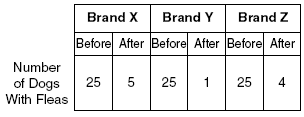 Brand X Brand Y Brand Z
Before After Before After Before After
Number
of Dogs
With Fleas
25 5 25 1 25 4